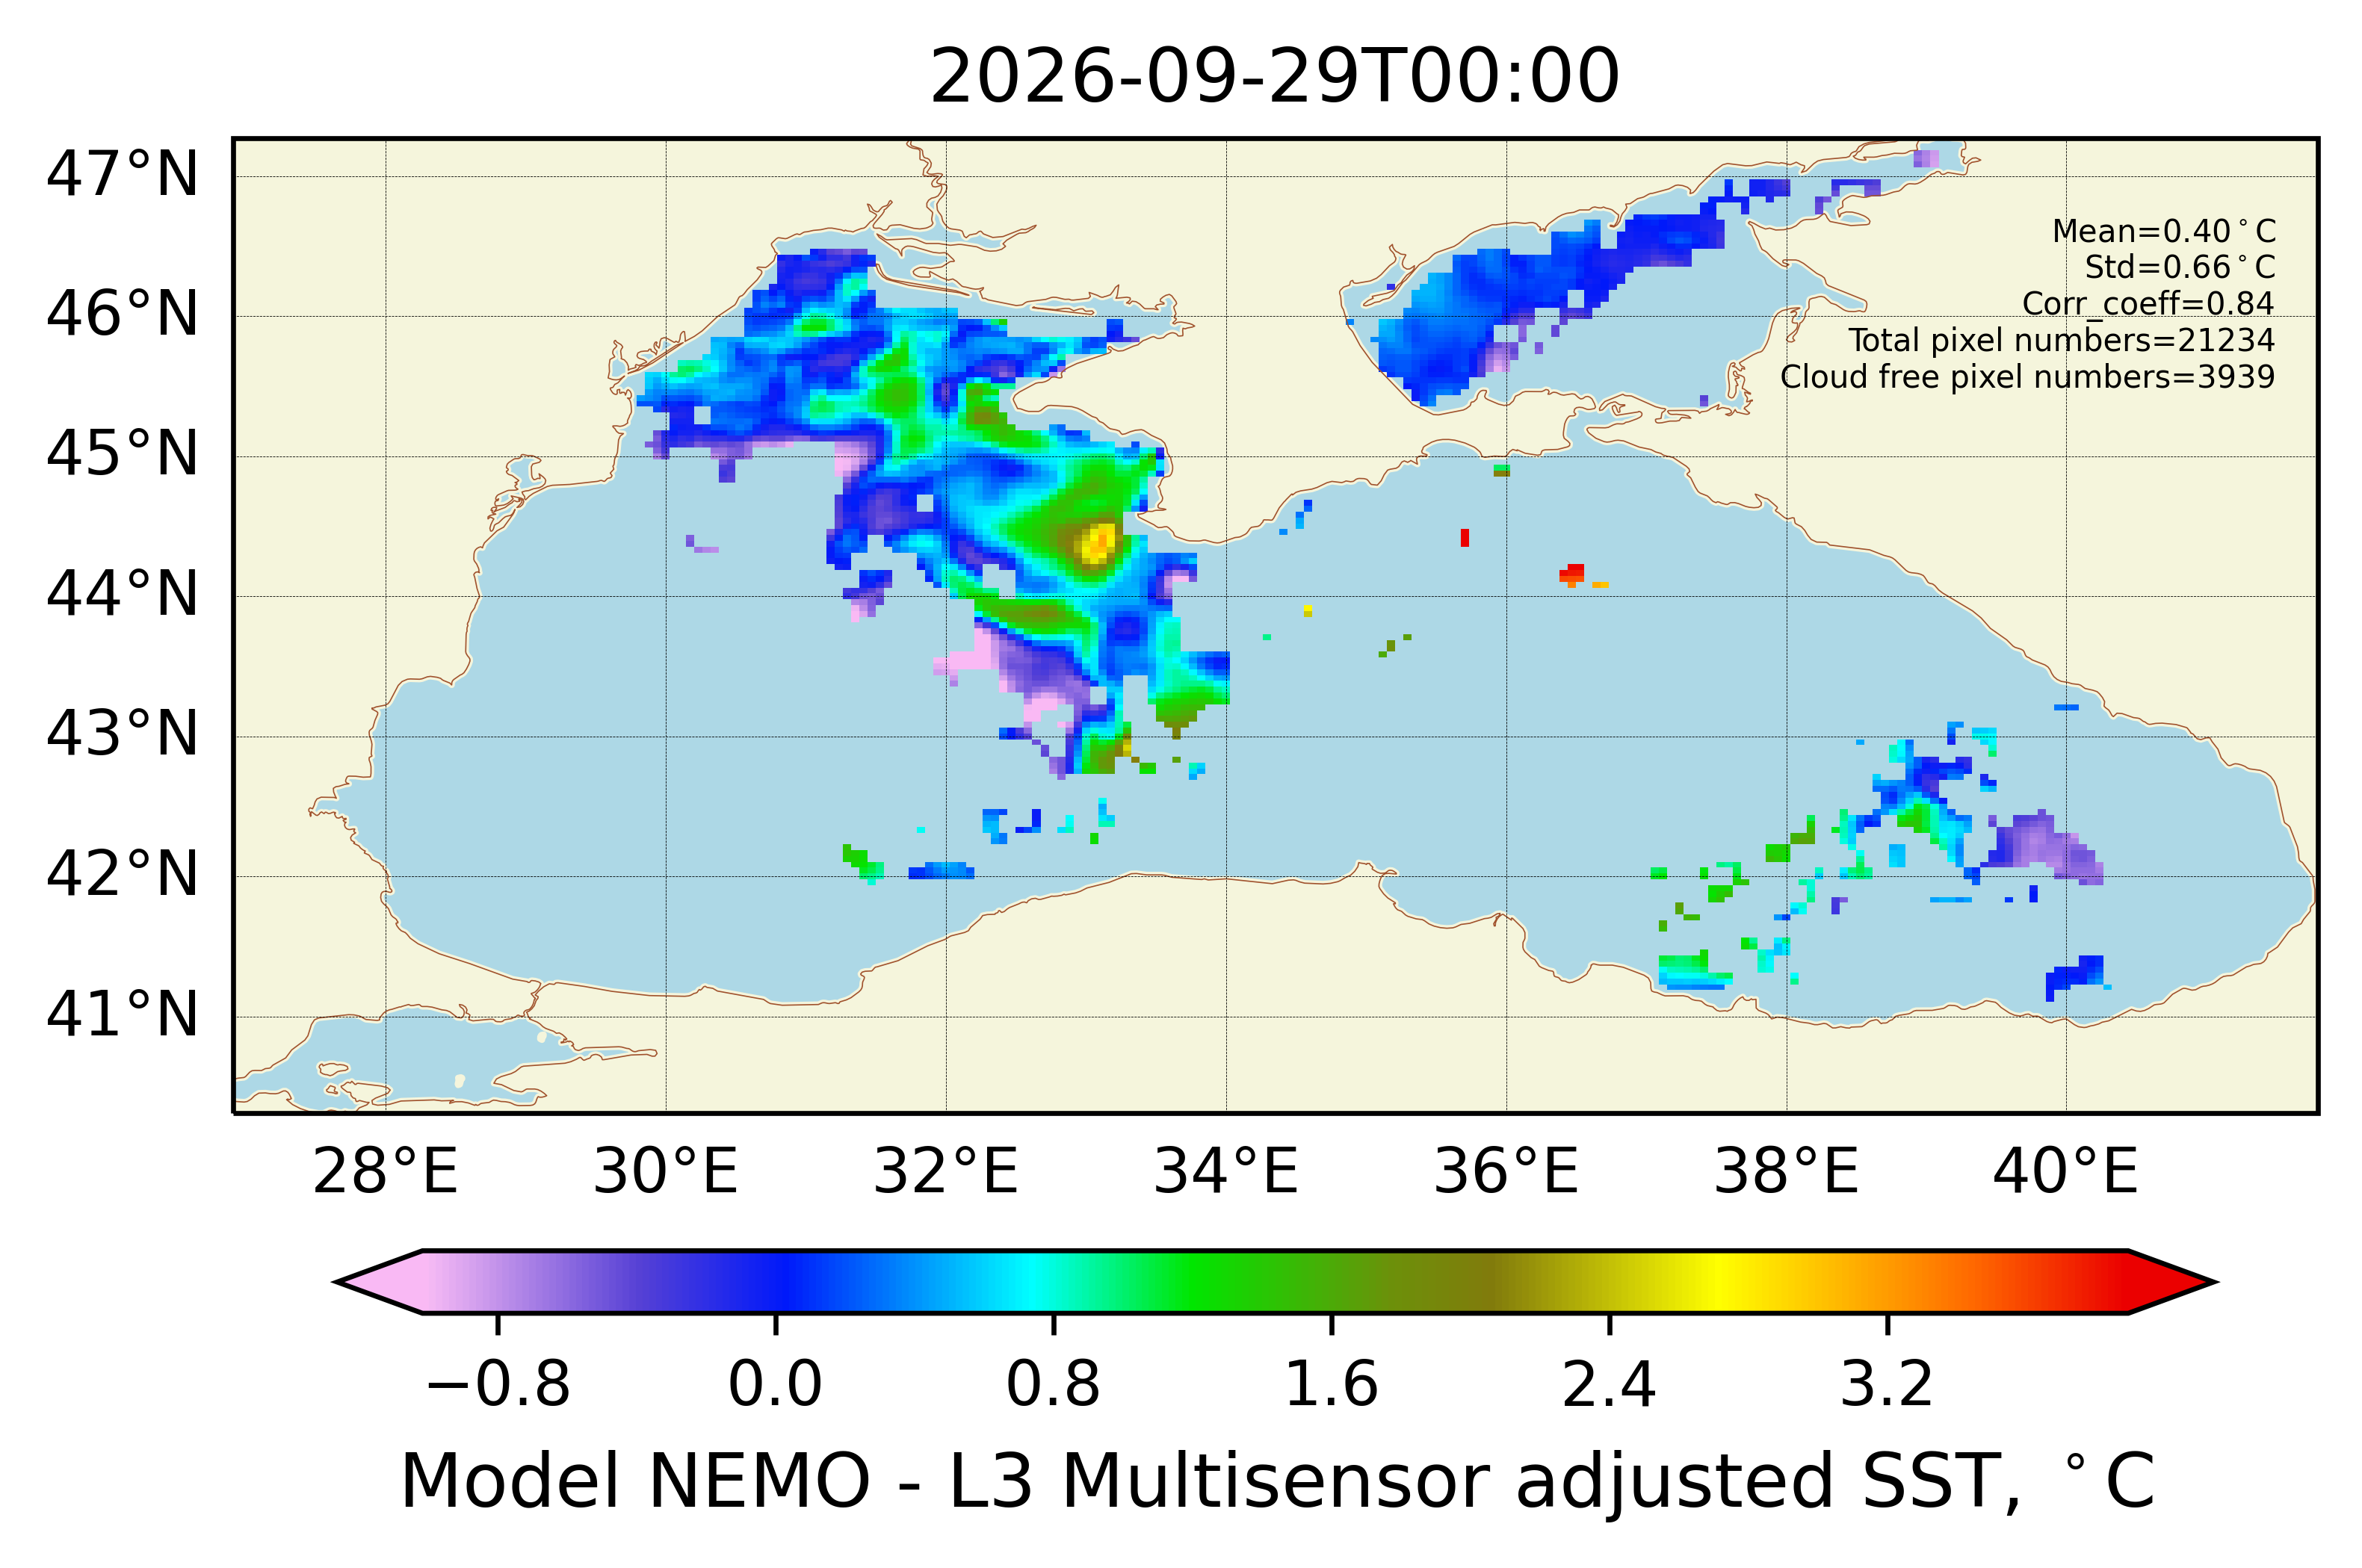 2026-09-29T00:00
47°N
46°N
45°N
44°N
43°N
42°N
41°N
Mean=0.40°C
Std=0.66°C
Corr_coeff=0.84
Total pixel numbers=21234
Cloud free pixel numbers=3939
28°E 30°E 32°E 34°E 36°E 38°E 40°E
−0.8 0.0 0.8 1.6 2.4 3.2
Model NEMO - L3 Multisensor adjusted SST, °C